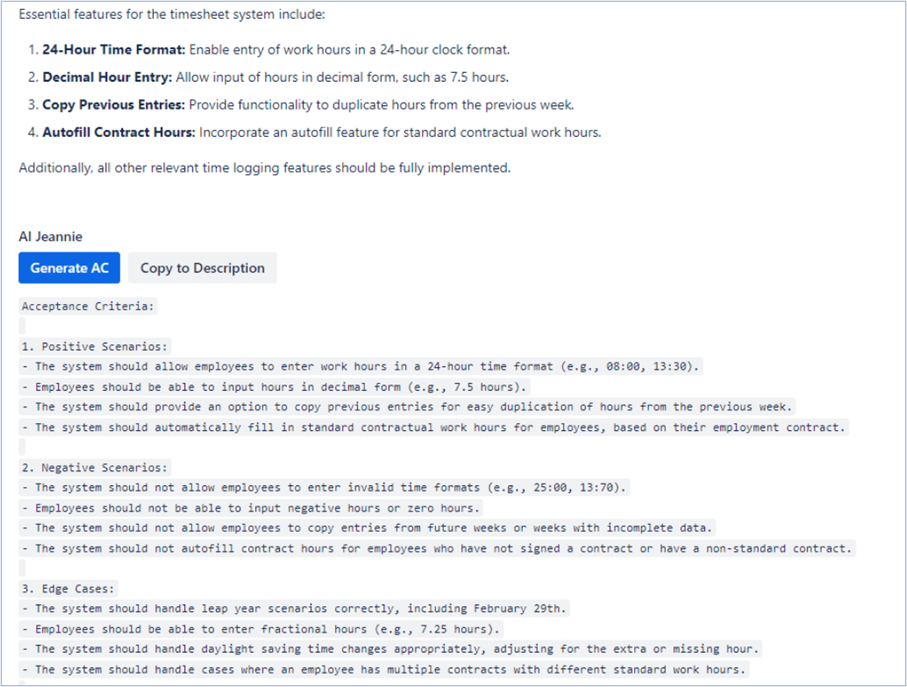 Essential features for the timesheet system include:
1. 24-Hour Time Format: Enable entry of work hours in a 24-hour clock format.
2. Decimal Hour Entry: Allow input of hours in decimal form, such as 7.5 hours.
3. Copy Previous Entries: Provide functionality to duplicate hours from the previous week.
4. Autofill Contract Hours: Incorporate an autofill feature for standard contractual work hours.
Additionally, all other relevant time logging features should be fully implemented.
AI Jeannie
Generate AC Copy to Description
Acceptance Criteria:
1. Positive Scenarios:
- The system should allow employees to enter work hours in a 24-hour time format (e.g., 08:00, 13:30).
- Employees should be able to input hours in decimal form (e.g., 7.5 hours).
- The system should provide an option to copy previous entries for easy duplication of hours from the previous week.
- The system should automatically fill in standard contractual work hours for employees, based on their employment contract.
2. Negative Scenarios:
- The system should not allow employees to enter invalid time formats (e.g., 25:00, 13:70).
- Employees should not be able to input negative hours or zero hours.
- The system should not allow employees to copy entries from future weeks or weeks with incomplete data.
- The system should not autofill contract hours for employees who have not signed a contract or have a non-standard contract.
3. Edge Cases:
- The system should handle leap year scenarios correctly, including February 29th.
- Employees should be able to enter fractional hours (e.g., 7.25 hours).
- The system should handle daylight saving time changes appropriately, adjusting for the extra or missing hour.
- The system should handle cases where an employee has multiple contracts with different standard work hours.